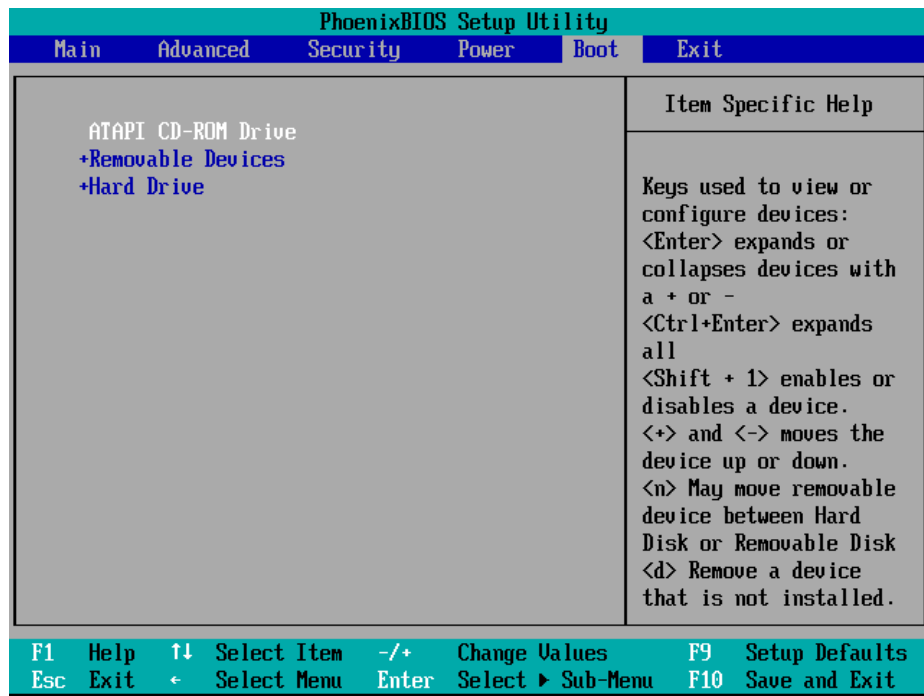 PhoenixBIOS Setup Utility
Main Advanced Security Power Boot Exit
ATAPI CD-ROM Drive
+Removable Devices
+Hard Drive
Item Specific Help
Keys used to view or
configure devices:
<Enter> expands or
collapses devices with
a + or -
<Ctrl+Enter> expands
all
<Shift + 1> enables or
disables a device.
<+> and <-> moves the
device up or down.
<n> May move removable
device between Hard
Disk or Removable Disk
<d> Remove a device
that is not installed.
F1 Help ↑↓ Select Item -/+ Change Values F9 Setup Defaults
Esc Exit ← Select Menu Enter Select ▶ Sub-Menu F10 Save and Exit